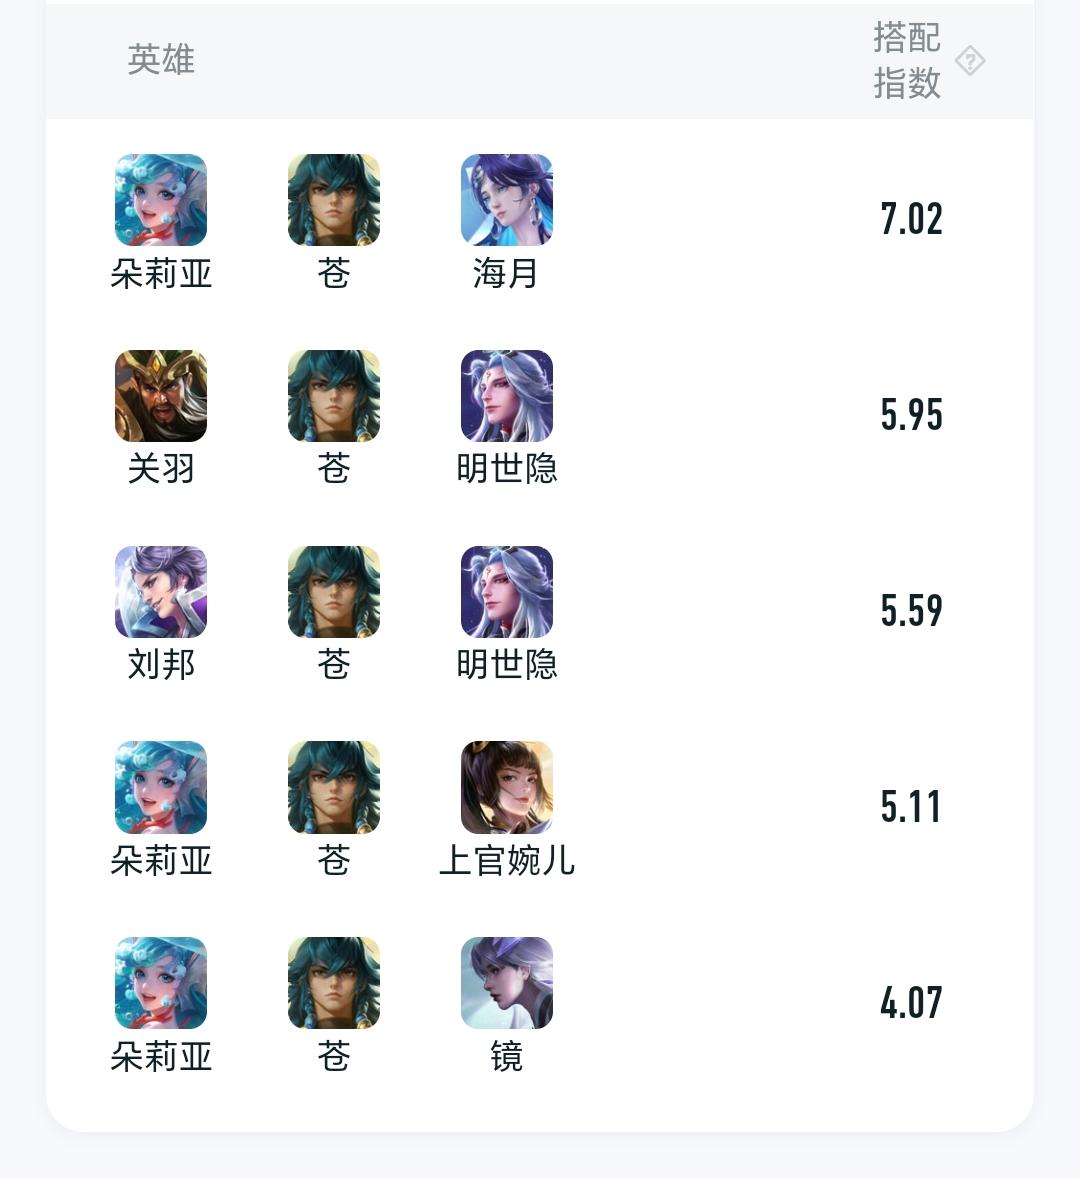 英雄
搭配
指数
朵莉亚 苍 海月 7.02
关羽 苍 明世隐 5.95
刘邦 苍 明世隐 5.59
朵莉亚 苍 上官婉儿 5.11
朵莉亚 苍 镜 4.07